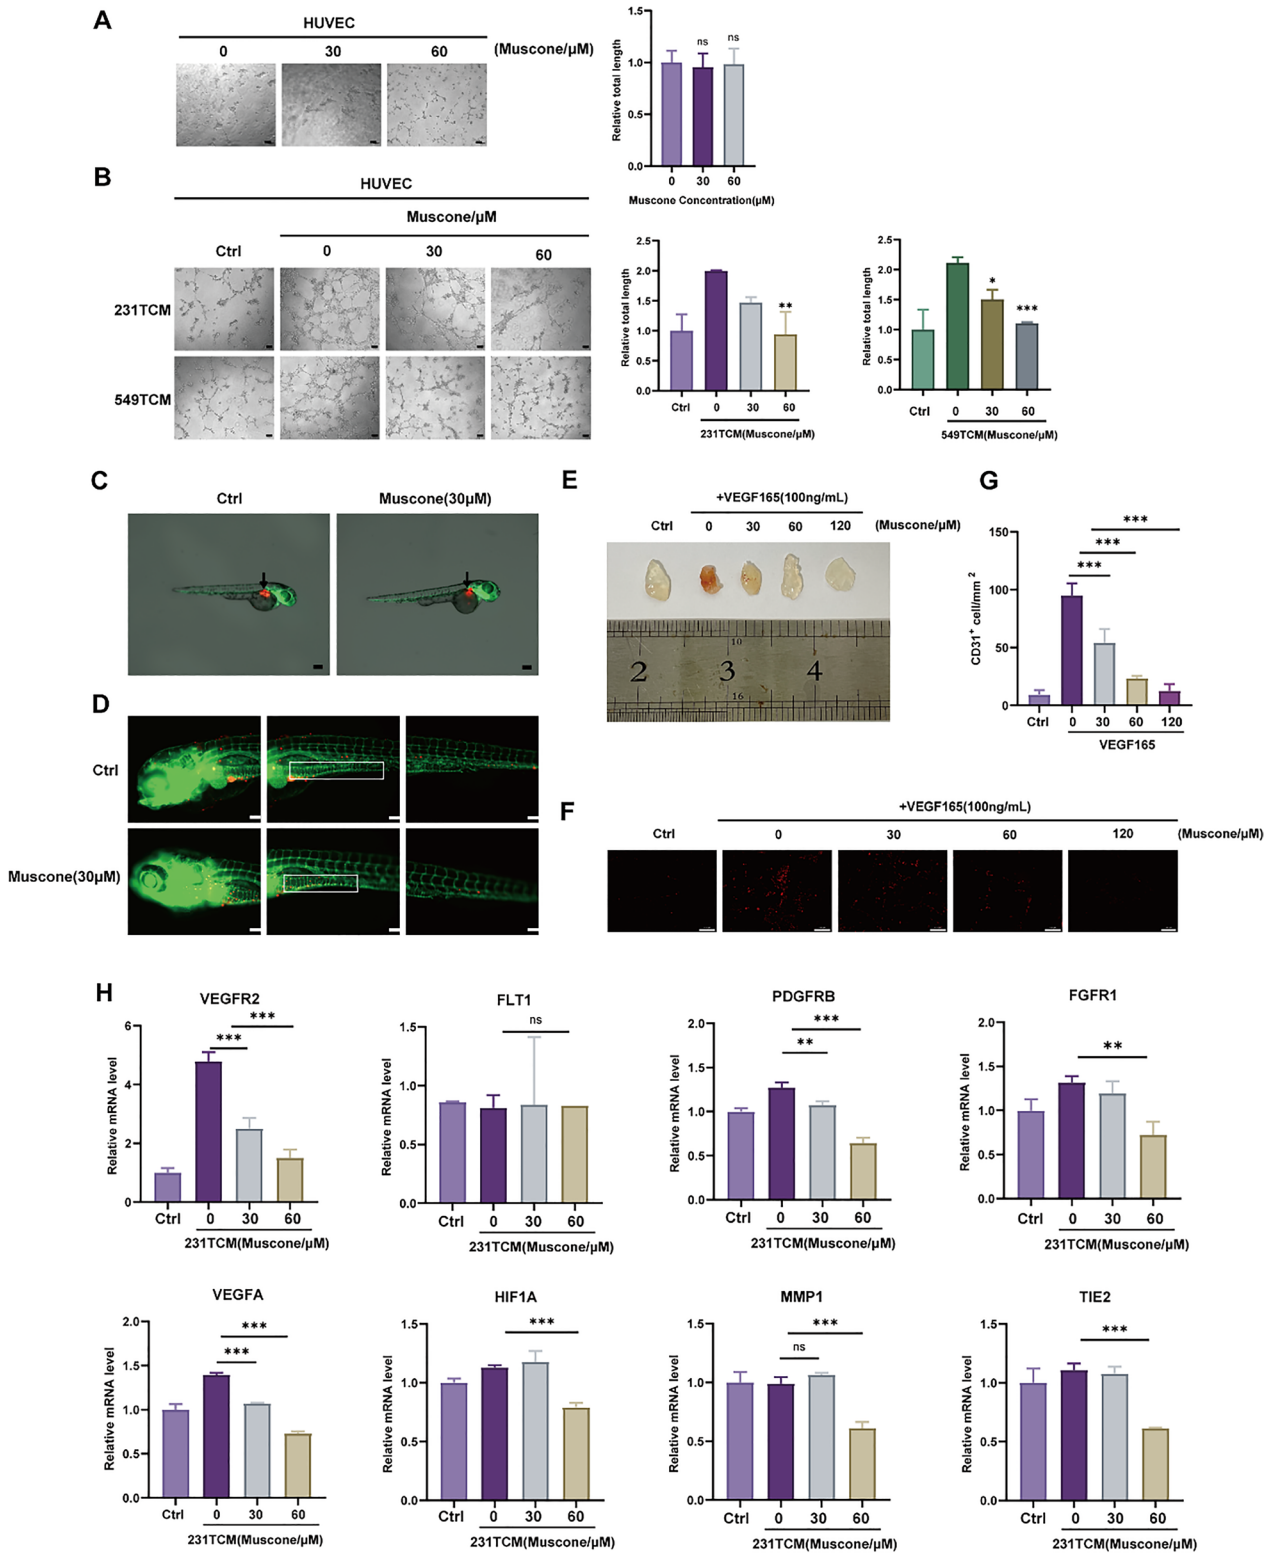 A
HUVEC
0 30 60 (Muscone/μM)
ns ns
Relative total length
1.5
1.0
0.5
0.0
0 30 60
Muscone Concentration(μM)
B
HUVEC
Muscone/μM
Ctrl 0 30 60
231TCM
549TCM
Relative total length
2.5
2.0
1.5
1.0
0.5
0.0
**
Ctrl 0 30 60
231TCM(Muscone/μM)
Relative total length
2.5
2.0
1.5
1.0
0.5
0.0
* ***
Ctrl 0 30 60
549TCM(Muscone/μM)
C
Ctrl Muscone(30μM)
D
Ctrl
Muscone(30μM)
E
+VEGF165(100ng/mL)
Ctrl 0 30 60 120 (Muscone/μM)
10
2 3 4
16
G
CD31+ cell/mm 2
150
100
50
0
***
***
***
Ctrl 0 30 60 120
VEGF165
F
+VEGF165(100ng/mL)
Ctrl 0 30 60 120 (Muscone/μM)
H
VEGFR2
Relative mRNA level
6
4
2
0
***
***
Ctrl 0 30 60
231TCM(Muscone/μM)
FLT1
Relative mRNA level
1.5
1.0
0.5
0.0
ns
Ctrl 0 30 60
231TCM(Muscone/μM)
PDGFRB
Relative mRNA level
2.0
1.5
1.0
0.5
0.0
***
**
Ctrl 0 30 60
231TCM(Muscone/μM)
FGFR1
Relative mRNA level
2.0
1.5
1.0
0.5
0.0
**
Ctrl 0 30 60
231TCM(Muscone/μM)
VEGFA
Relative mRNA level
2.0
1.5
1.0
0.5
0.0
***
***
Ctrl 0 30 60
231TCM(Muscone/μM)
HIF1A
Relative mRNA level
1.5
1.0
0.5
0.0
***
Ctrl 0 30 60
231TCM(Muscone/μM)
MMP1
Relative mRNA level
1.5
1.0
0.5
0.0
***
ns
Ctrl 0 30 60
231TCM(Muscone/μM)
TIE2
Relative mRNA level
1.5
1.0
0.5
0.0
***
Ctrl 0 30 60
231TCM(Muscone/μM)